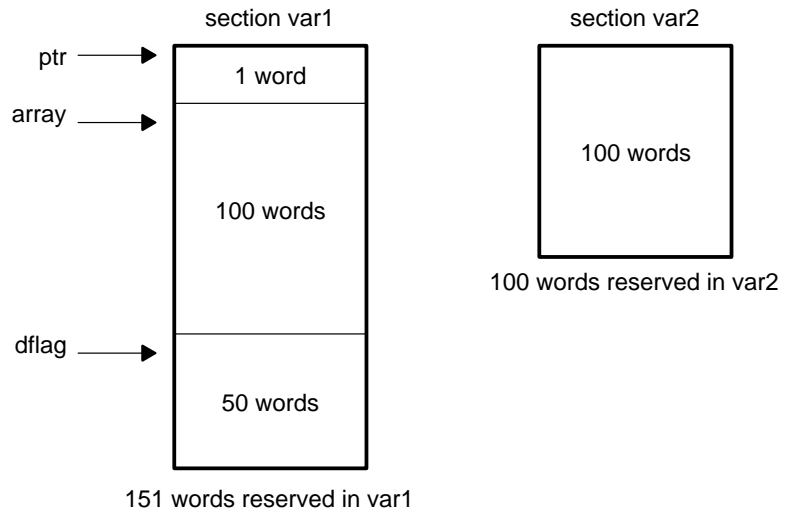 section var1
ptr
1 word
array
100 words
dflag
50 words
151 words reserved in var1
section var2
100 words
100 words reserved in var2